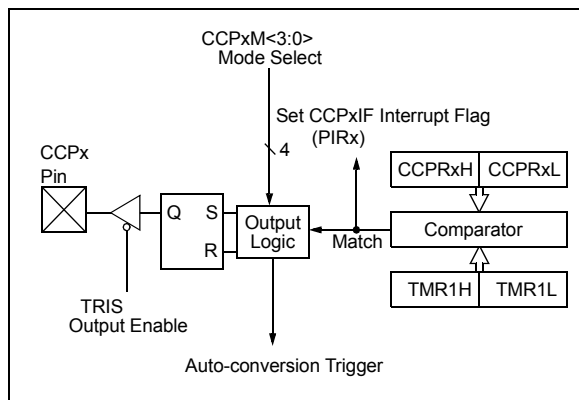 CCPxM<3:0>
Mode Select
Set CCPxIF Interrupt Flag
(PIRx)
4
CCPx
Pin
CCPRxH CCPRxL
Q S
R
Output
Logic
Match
Comparator
TRIS
Output Enable
TMR1H TMR1L
Auto-conversion Trigger